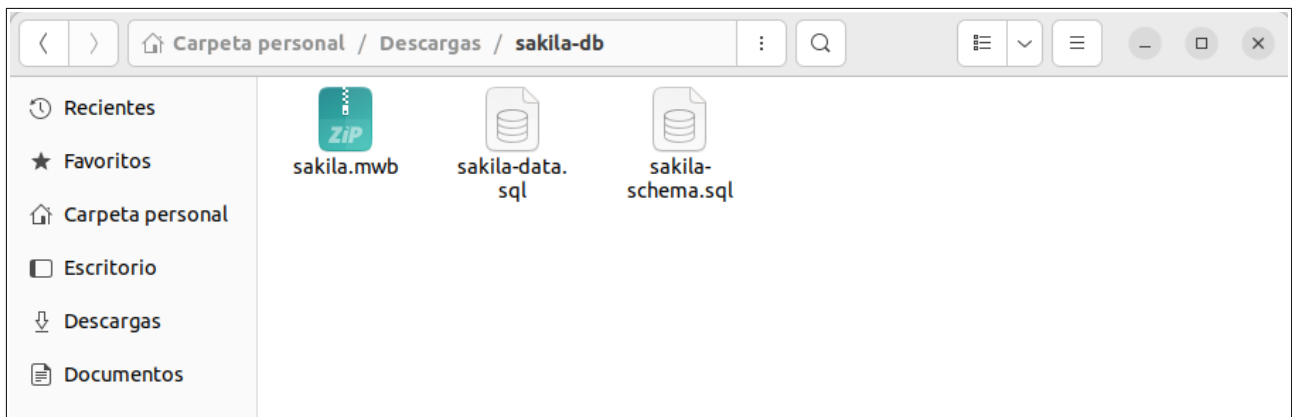 Carpeta personal / Descargas / sakila-db
Recientes
Favoritos
Carpeta personal
Escritorio
Descargas
Documentos
ZiP
sakila.mwb
sakila-data.
sql
sakila-
schema.sql